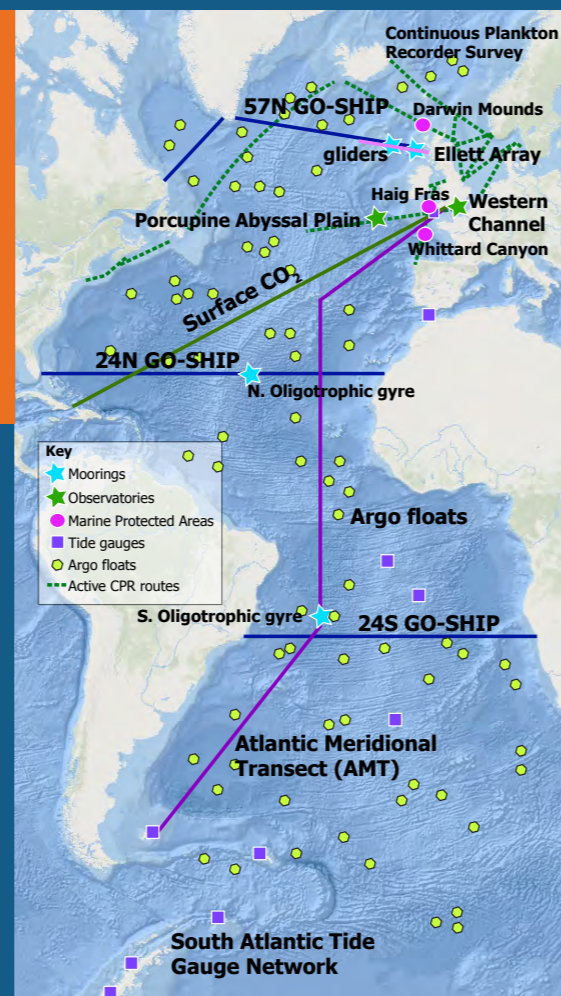 Continuous Plankton
Recorder Survey
57N GO-SHIP
Darwin Mounds
gliders
Ellett Array
Haig Fras
Western
Channel
Porcupine Abyssal Plain
Whittard Canyon
Surface CO₂
24N GO-SHIP
N. Oligotrophic gyre
Key
Moorings
Observatories
Marine Protected Areas
Tide gauges
Argo floats
Active CPR routes
Argo floats
S. Oligotrophic gyre
24S GO-SHIP
Atlantic Meridional
Transect (AMT)
South Atlantic Tide
Gauge Network